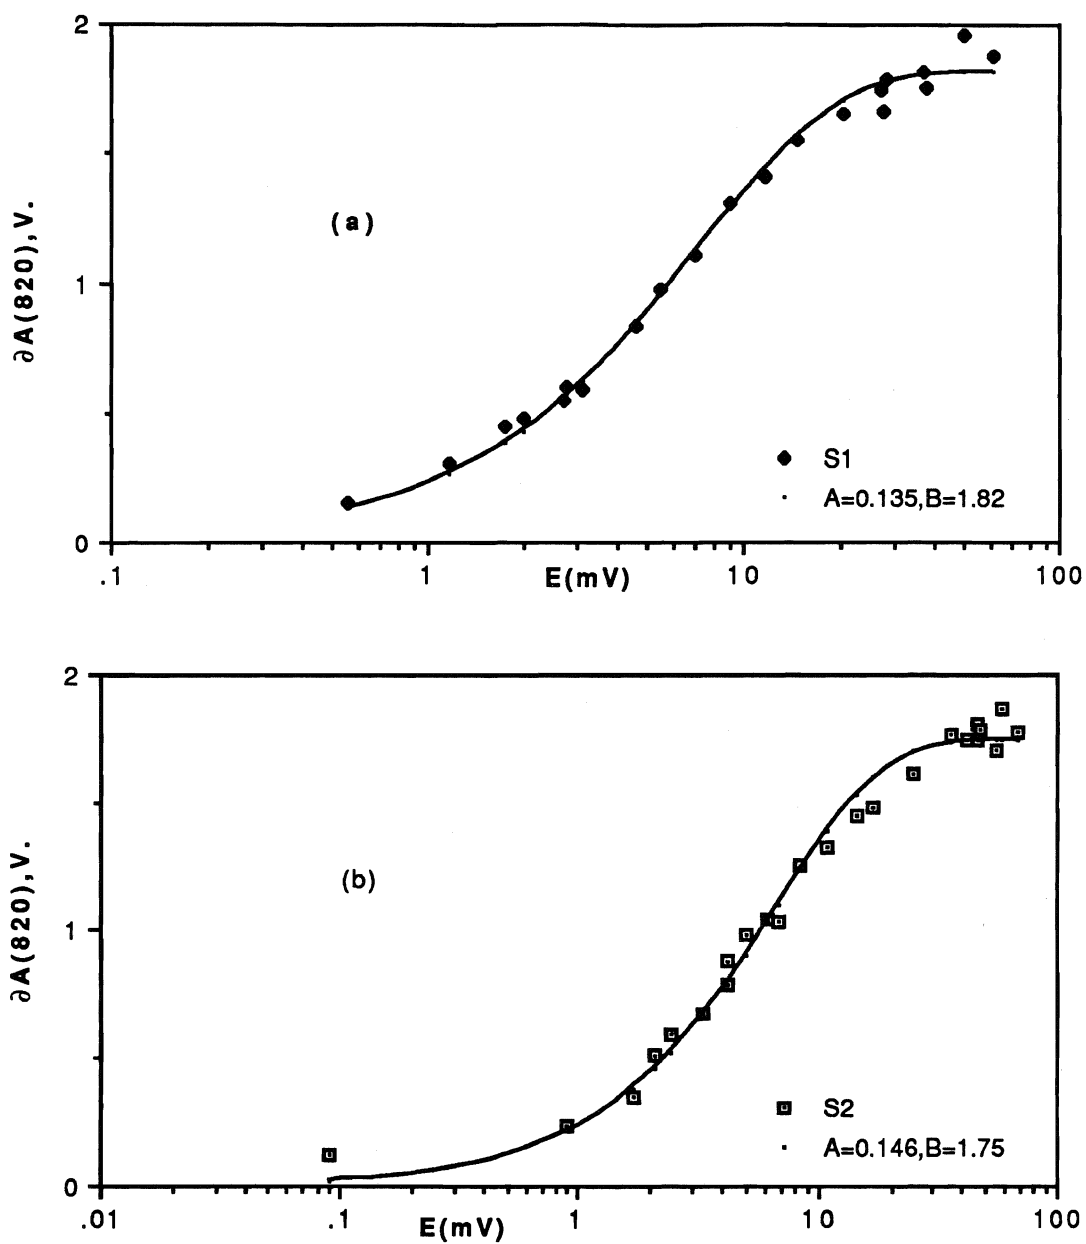 2
∂A(820), V.
(a)
1
S1
A=0.135,B=1.82
0
.1 1 10 100
E(mV)
2
∂A(820), V.
(b)
1
S2
A=0.146,B=1.75
0
.01 .1 1 10 100
E(mV)